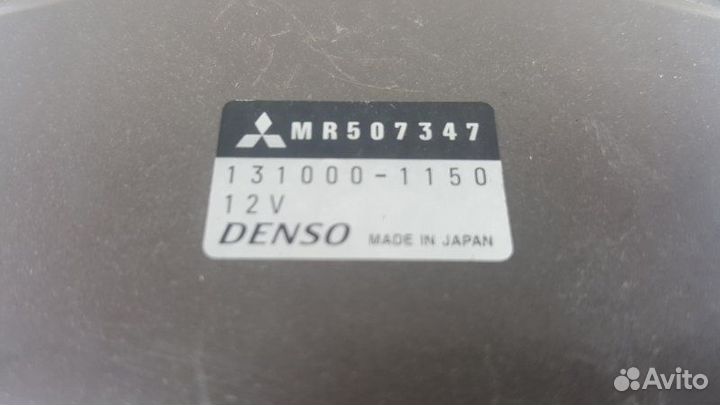 MR507347
131000-1150
12V
DENSO MADE IN JAPAN
Avito